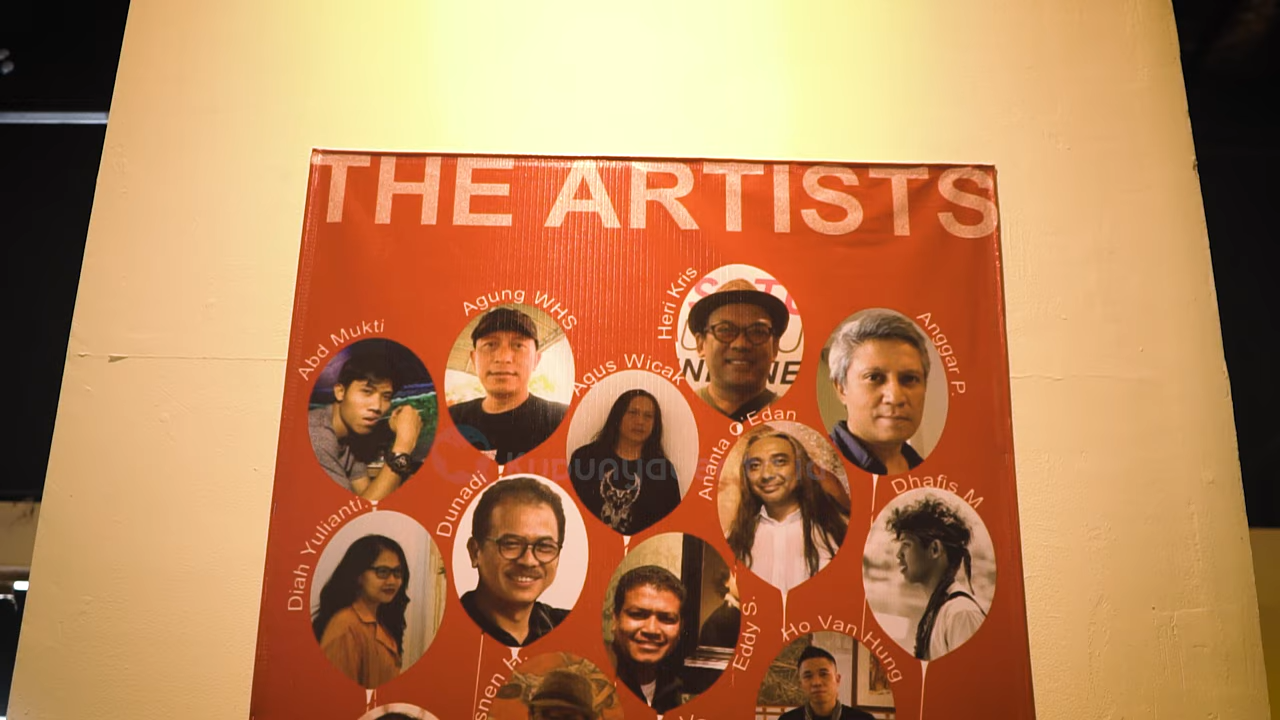 THE ARTISTS
Heri Kris
Agung WHS
Anggar P.
Abd Mukti
Agus Wicak
Ananta O'Edan
Dunadi
Dhafis M
Diah Yulianti.
Eddy S.
Ho Van Hung